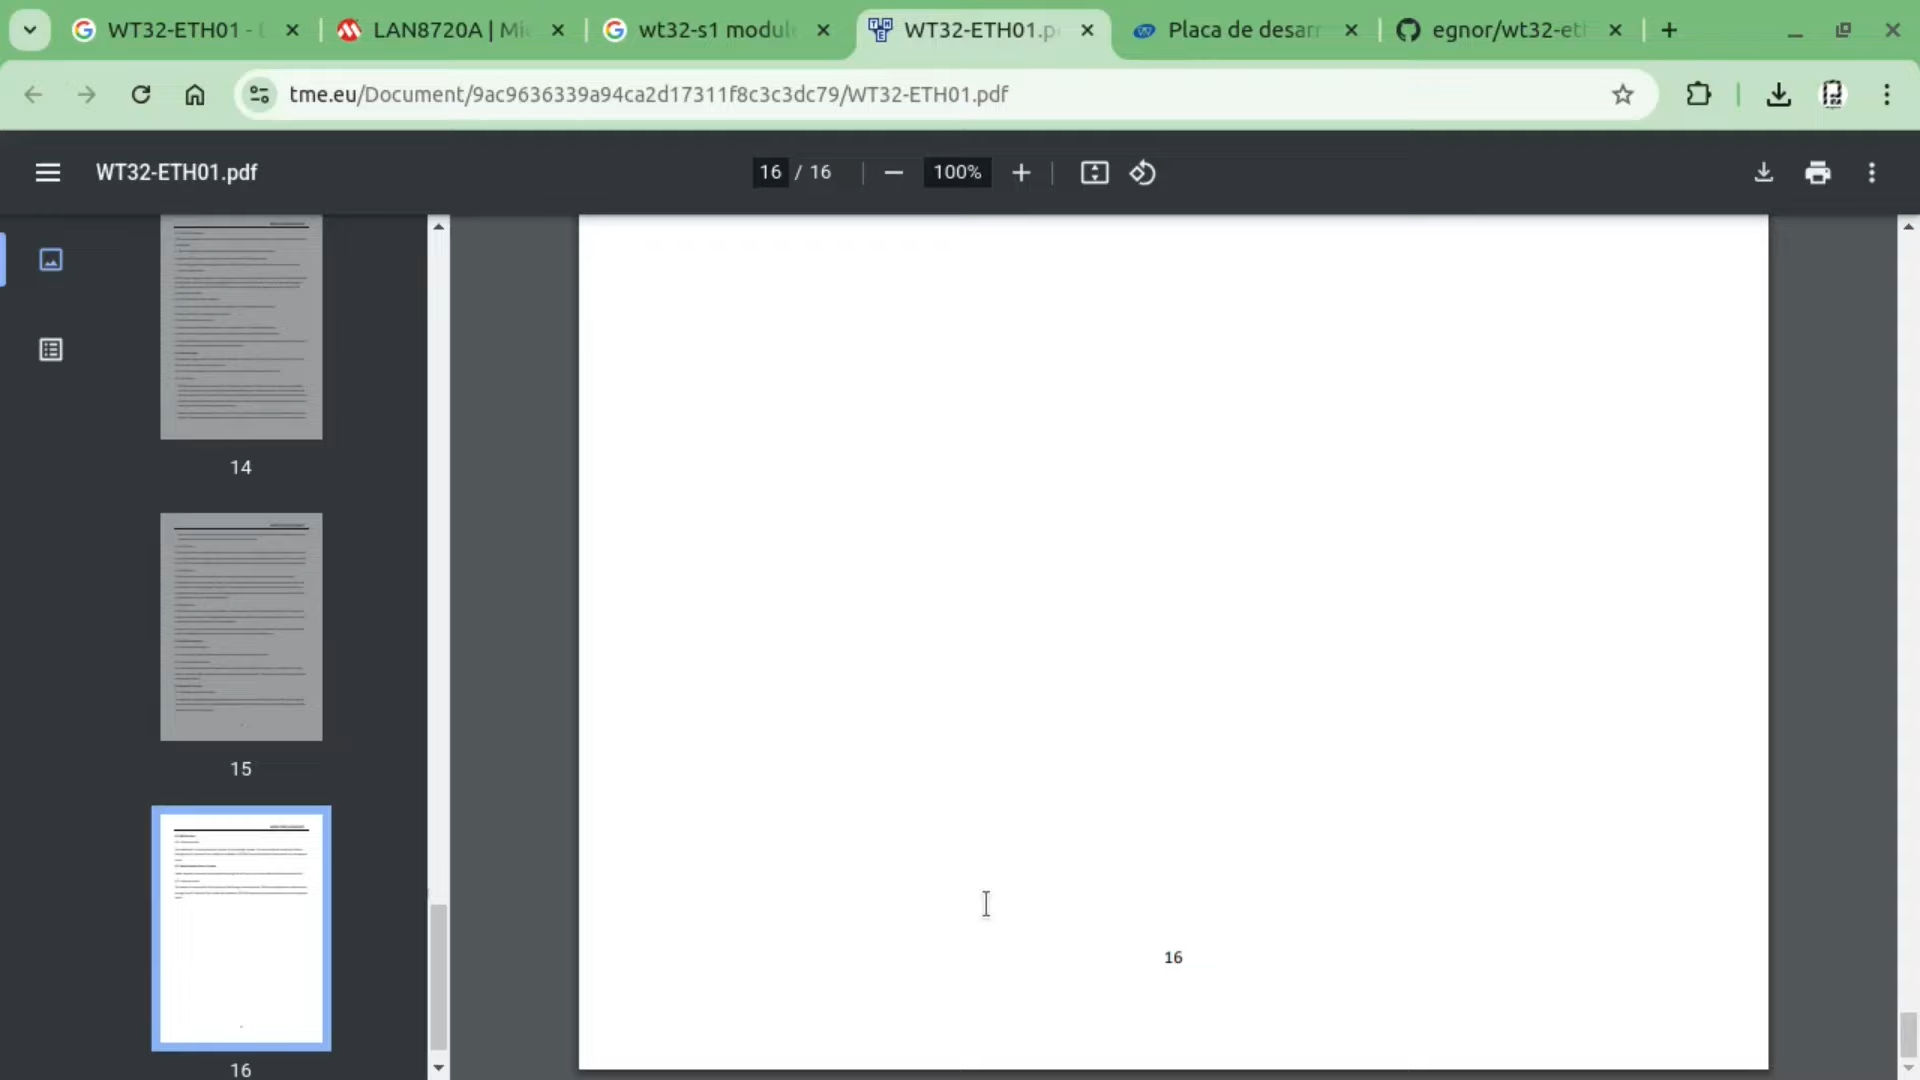 WT32-ETH01 -
LAN8720A | Mi
wt32-s1 modul
WT32-ETH01.p
Placa de desarr
egnor/wt32-et
tme.eu/Document/9ac9636339a94ca2d17311f8c3c3dc79/WT32-ETH01.pdf
WT32-ETH01.pdf
16 / 16
100%
14
15
16
16